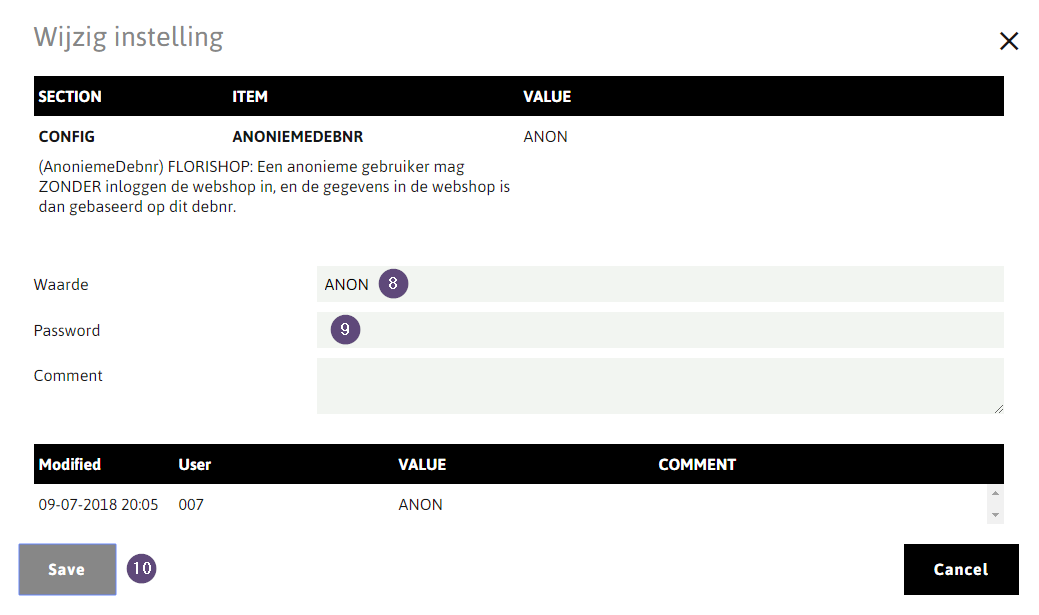 Wijzig instelling
SECTION ITEM VALUE
CONFIG ANONIEMEDEBNR ANON
(AnoniemeDebnr) FLORISHOP: Een anonieme gebruiker mag
ZONDER inloggen de webshop in, en de gegevens in de webshop is
dan gebaseerd op dit debnr.
Waarde ANON 8
Password 9
Comment
Modified User VALUE COMMENT
09-07-2018 20:05 007 ANON
Save 10 Cancel